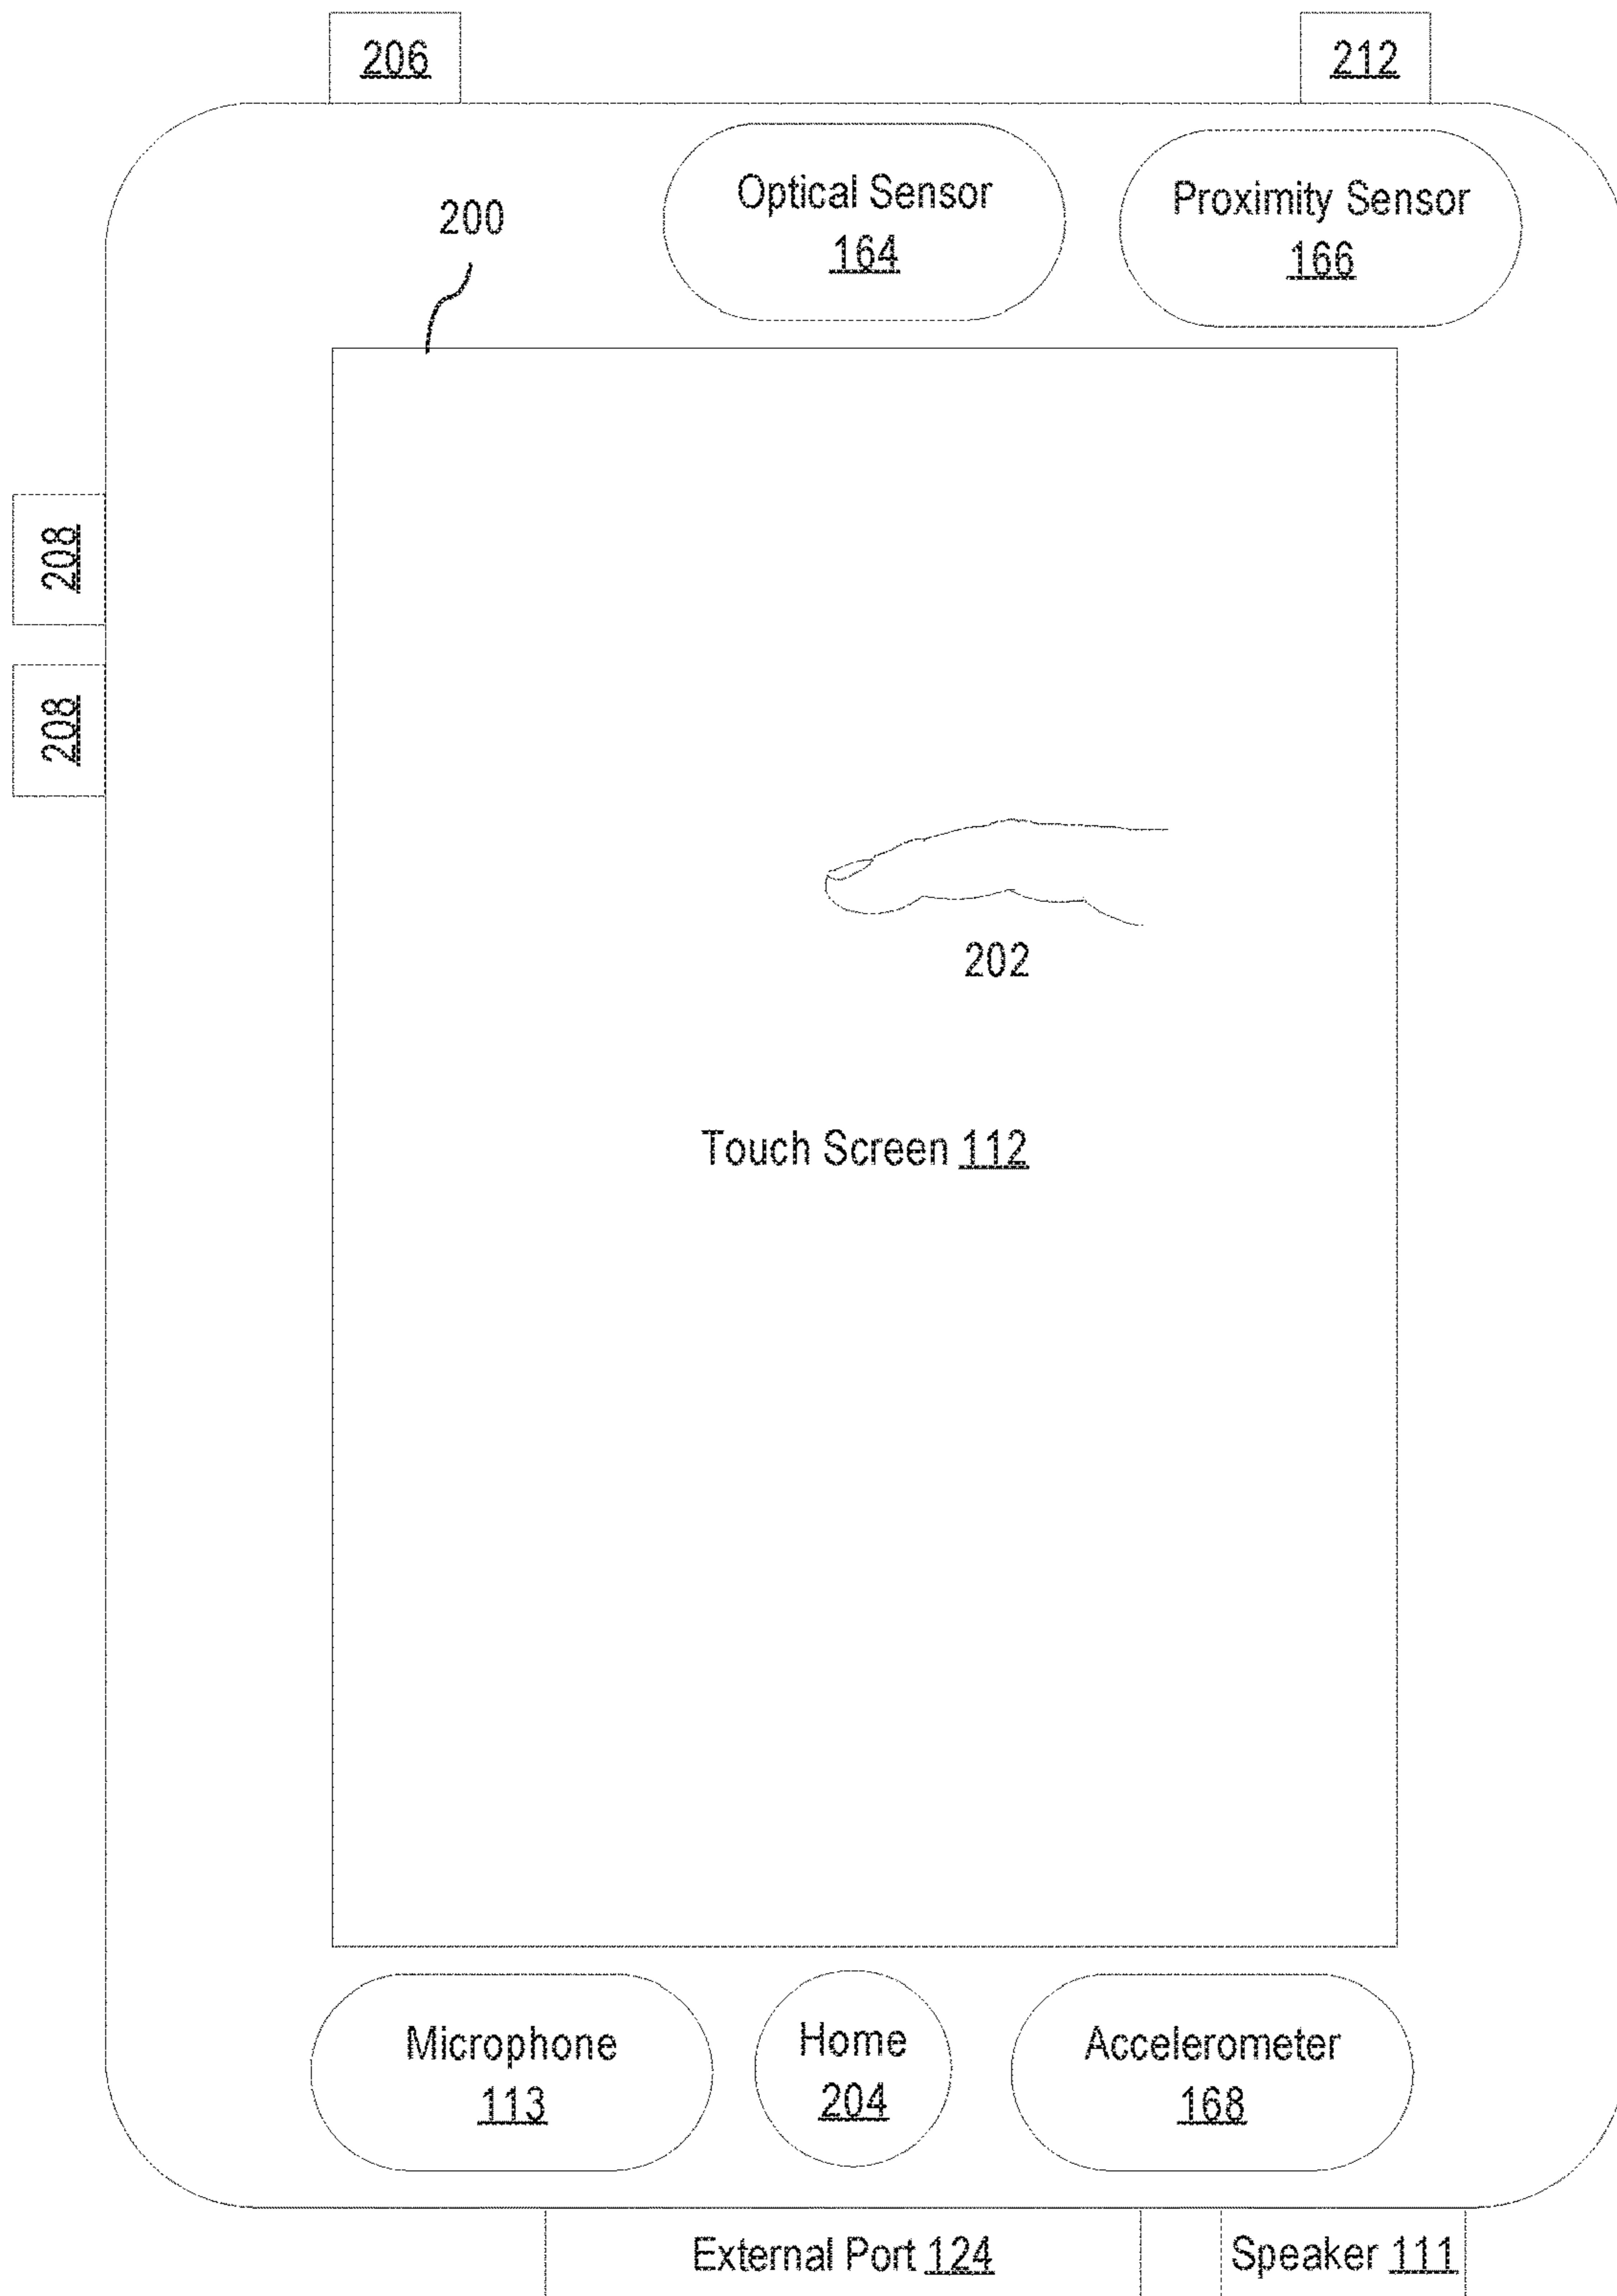 206
212
200
Optical Sensor
164
Proximity Sensor
166
208
208
202
Touch Screen 112
Microphone
113
Home
204
Accelerometer
168
External Port 124
Speaker 111